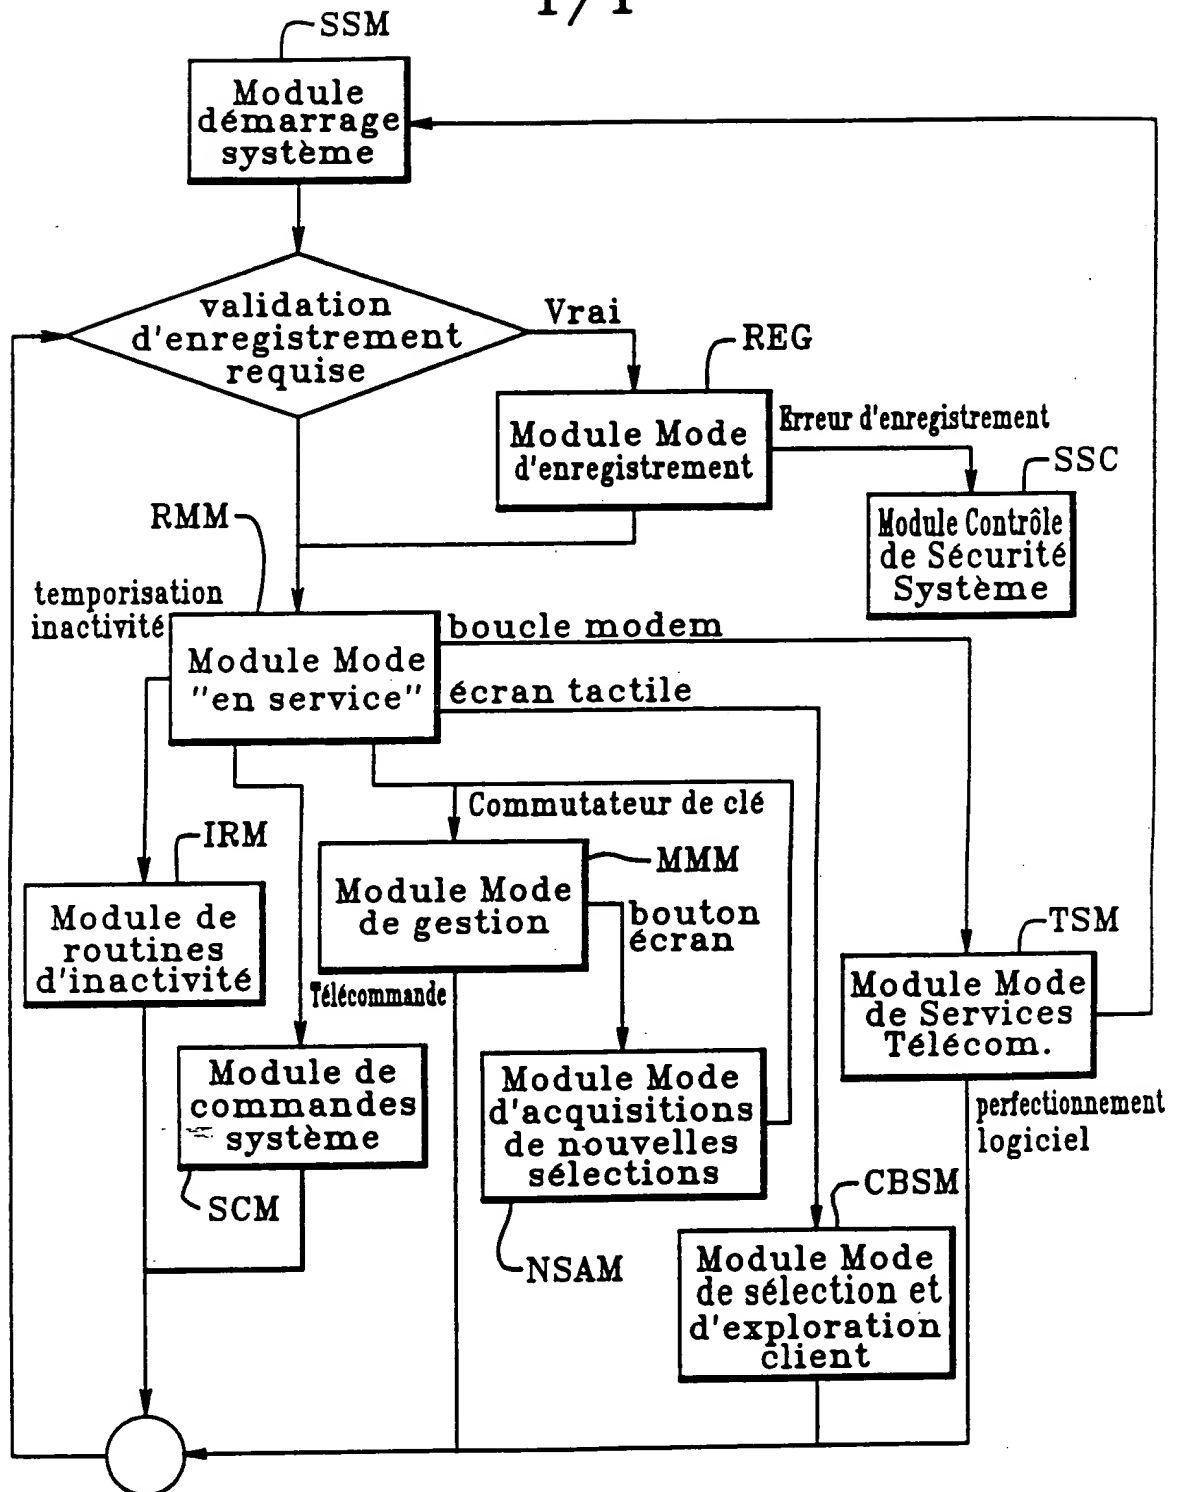 1/1
SSM
Module
démarrage
système
validation
d'enregistrement
requise
Vrai
REG
Module Mode
d'enregistrement
Erreur d'enregistrement
SSC
Module Contrôle
de Sécurité
Système
RMM
temporisation
inactivité
Module Mode
"en service"
boucle modem
écran tactile
Commutateur de clé
IRM
Module de
routines
d'inactivité
MMM
Module Mode
de gestion
bouton
écran
Télécommande
TSM
Module Mode
de Services
Télécom.
perfectionnement
logiciel
Module de
commandes
système
SCM
Module Mode
d'acquisitions
de nouvelles
sélections
NSAM
CBSM
Module Mode
de sélection et
d'exploration
client